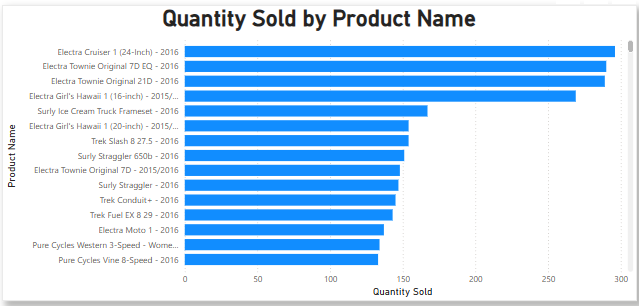 Quantity Sold by Product Name
Product Name
Electra Cruiser 1 (24-Inch) - 2016
Electra Townie Original 7D EQ - 2016
Electra Townie Original 21D - 2016
Electra Girl's Hawaii 1 (16-inch) - 2015/...
Surly Ice Cream Truck Frameset - 2016
Electra Girl's Hawaii 1 (20-inch) - 2015/...
Trek Slash 8 27.5 - 2016
Surly Straggler 650b - 2016
Electra Townie Original 7D - 2015/2016
Surly Straggler - 2016
Trek Conduit+ - 2016
Trek Fuel EX 8 29 - 2016
Electra Moto 1 - 2016
Pure Cycles Western 3-Speed - Wome...
Pure Cycles Vine 8-Speed - 2016
0 50 100 150 200 250 300
Quantity Sold